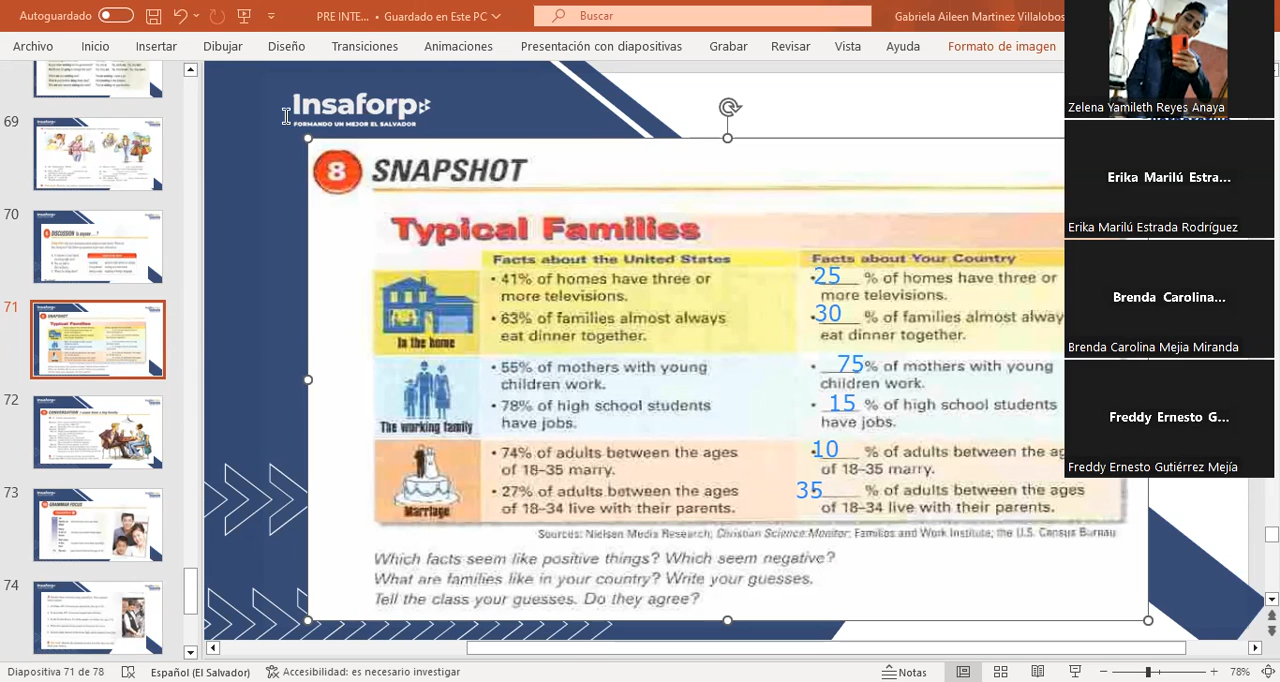 Autoguardado
PRE INTE... • Guardado en Este PC
Buscar
Gabriela Aileen Martinez Villalobos
Archivo Inicio Insertar Dibujar Diseño Transiciones Animaciones Presentación con diapositivas Grabar Revisar Vista Ayuda Formato de imagen
69
70
71
72
73
74
Insaforp
FORMANDO UN MEJOR EL SALVADOR
8 SNAPSHOT
Typical Families
Facts about the United States
In the home
• 41% of homes have three or
more televisions.
• 63% of families almost always
eat dinner together.
The working family
• 55% of mothers with young
children work.
• 78% of high school students
have jobs.
Marriage
• 74% of adults between the ages
of 18–35 marry.
• 27% of adults between the ages
of 18–34 live with their parents.
Facts about Your Country
• 25 % of homes have three or
more televisions.
• 30 % of families almost alway
eat dinner together.
• 75% of mothers with young
children work.
• 15 % of high school students
have jobs.
• 10 % of adults between the ag
of 18–35 marry.
35 % of adults between the ages
of 18–34 live with their parents.
Sources: Nielsen Media Research; Christian Science Monitor; Families and Work Institute; the U.S. Census Bureau
Which facts seem like positive things? Which seem negative?
What are families like in your country? Write your guesses.
Tell the class your guesses. Do they agree?
Zelena Yamileth Reyes Anaya
Erika Marilú Estra...
Erika Marilú Estrada Rodríguez
Brenda Carolina...
Brenda Carolina Mejia Miranda
Freddy Ernesto G...
Freddy Ernesto Gutiérrez Mejía
Diapositiva 71 de 78
Español (El Salvador)
Accesibilidad: es necesario investigar
Notas
78%